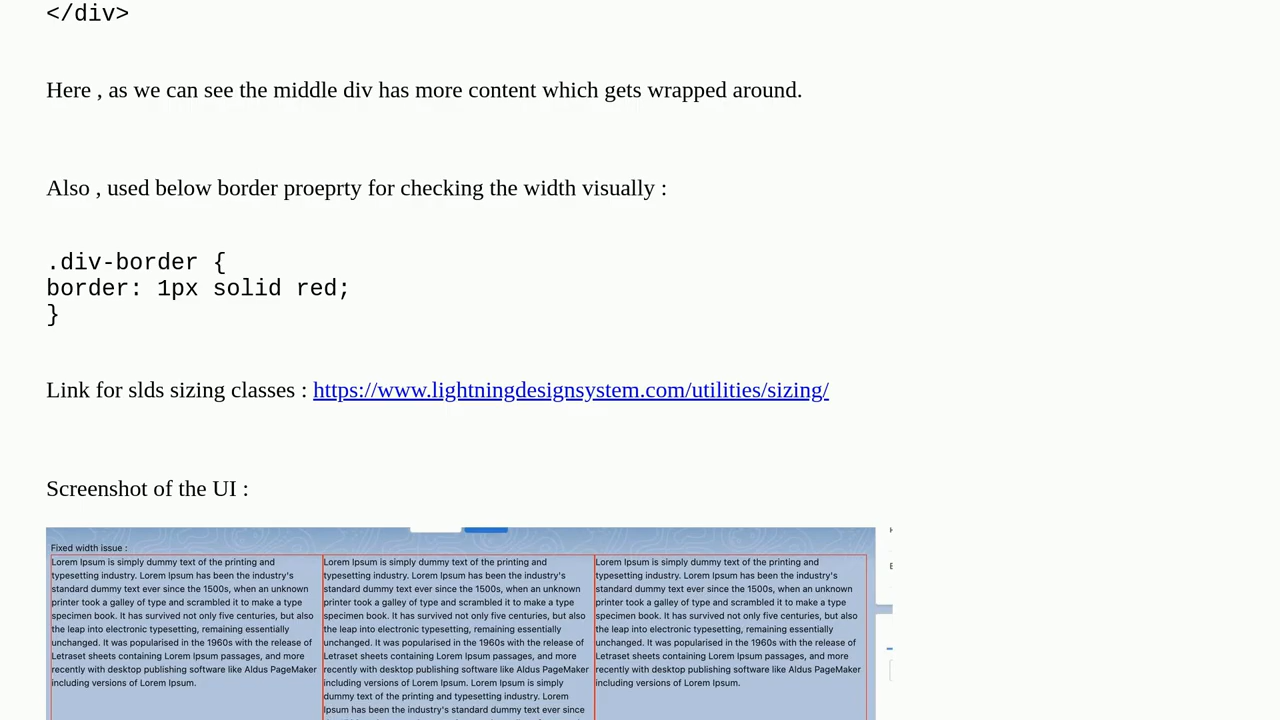 </div>
Here , as we can see the middle div has more content which gets wrapped around.
Also , used below border proeprty for checking the width visually :
.div-border {
border: 1px solid red;
}
Link for slds sizing classes : https://www.lightningdesignsystem.com/utilities/sizing/
Screenshot of the UI :
Fixed width issue :
Lorem Ipsum is simply dummy text of the printing and
typesetting industry. Lorem Ipsum has been the industry's
standard dummy text ever since the 1500s, when an unknown
printer took a galley of type and scrambled it to make a type
specimen book. It has survived not only five centuries, but also
the leap into electronic typesetting, remaining essentially
unchanged. It was popularised in the 1960s with the release of
Letraset sheets containing Lorem Ipsum passages, and more
recently with desktop publishing software like Aldus PageMaker
including versions of Lorem Ipsum.
Lorem Ipsum is simply dummy text of the printing and
typesetting industry. Lorem Ipsum has been the industry's
standard dummy text ever since the 1500s, when an unknown
printer took a galley of type and scrambled it to make a type
specimen book. It has survived not only five centuries, but also
the leap into electronic typesetting, remaining essentially
unchanged. It was popularised in the 1960s with the release of
Letraset sheets containing Lorem Ipsum passages, and more
recently with desktop publishing software like Aldus PageMaker
including versions of Lorem Ipsum. Lorem Ipsum is simply
dummy text of the printing and typesetting industry. Lorem
Ipsum has been the industry's standard dummy text ever since
Lorem Ipsum is simply dummy text of the printing and
typesetting industry. Lorem Ipsum has been the industry's
standard dummy text ever since the 1500s, when an unknown
printer took a galley of type and scrambled it to make a type
specimen book. It has survived not only five centuries, but also
the leap into electronic typesetting, remaining essentially
unchanged. It was popularised in the 1960s with the release of
Letraset sheets containing Lorem Ipsum passages, and more
recently with desktop publishing software like Aldus PageMaker
including versions of Lorem Ipsum.